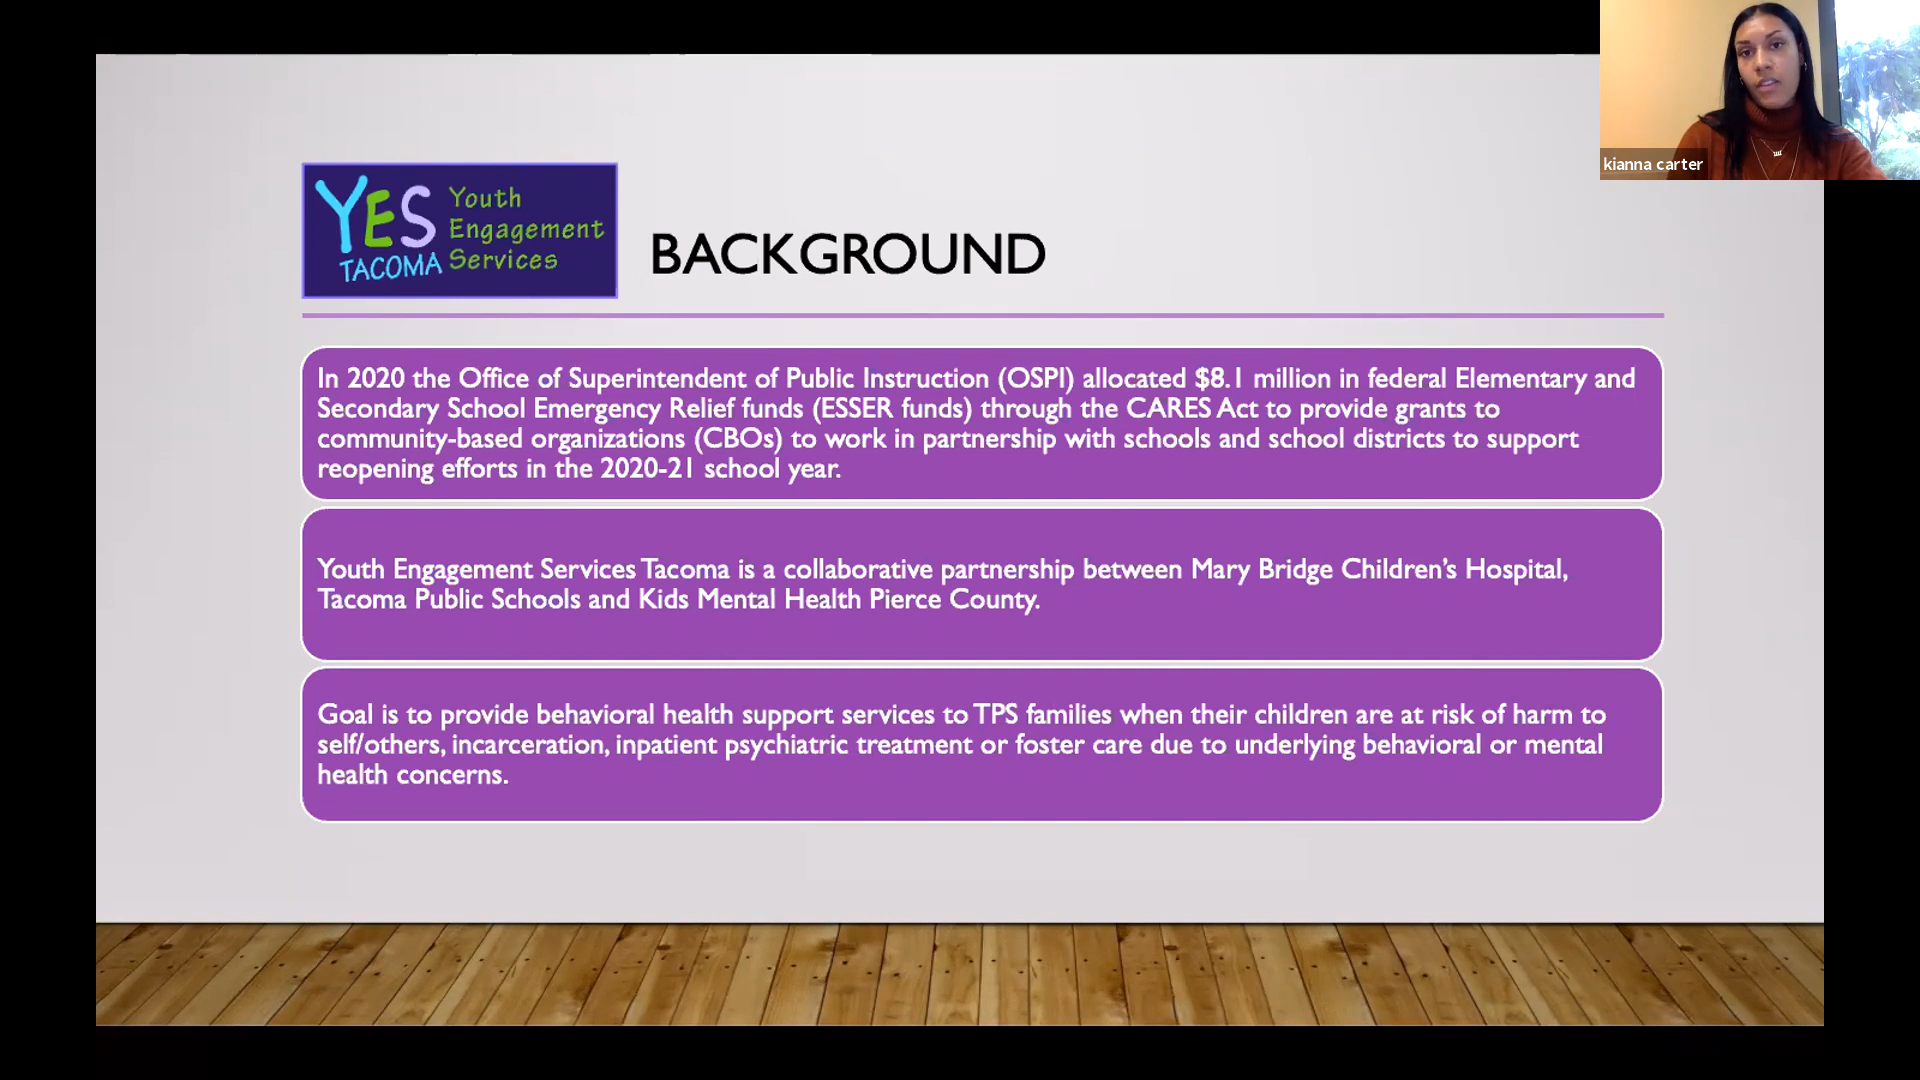 kianna carter
YES Youth
Engagement
TACOMA Services
BACKGROUND
In 2020 the Office of Superintendent of Public Instruction (OSPI) allocated $8.1 million in federal Elementary and
Secondary School Emergency Relief funds (ESSER funds) through the CARES Act to provide grants to
community-based organizations (CBOs) to work in partnership with schools and school districts to support
reopening efforts in the 2020-21 school year.
Youth Engagement Services Tacoma is a collaborative partnership between Mary Bridge Children’s Hospital,
Tacoma Public Schools and Kids Mental Health Pierce County.
Goal is to provide behavioral health support services to TPS families when their children are at risk of harm to
self/others, incarceration, inpatient psychiatric treatment or foster care due to underlying behavioral or mental
health concerns.